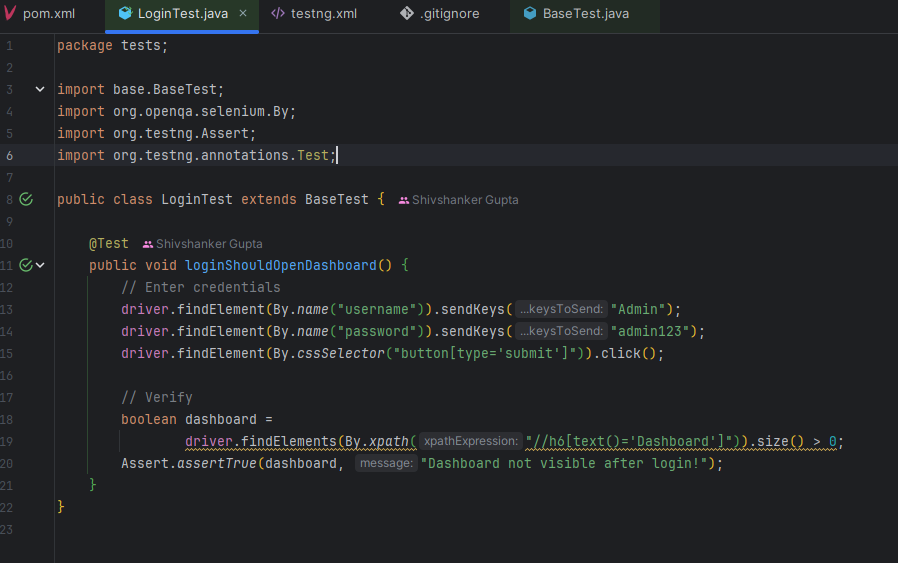 pom.xml LoginTest.java × testng.xml .gitignore BaseTest.java
1 package tests;
2
3 import base.BaseTest;
4 import org.openqa.selenium.By;
5 import org.testng.Assert;
6 import org.testng.annotations.Test;
7
8 public class LoginTest extends BaseTest { Shivshanker Gupta
9
10 @Test Shivshanker Gupta
11 public void loginShouldOpenDashboard() {
12 // Enter credentials
13 driver.findElement(By.name("username")).sendKeys( ...keysToSend: "Admin");
14 driver.findElement(By.name("password")).sendKeys( ...keysToSend: "admin123");
15 driver.findElement(By.cssSelector("button[type='submit']")).click();
16
17 // Verify
18 boolean dashboard =
19 driver.findElements(By.xpath( xpathExpression: "//h6[text()='Dashboard']")).size() > 0;
20 Assert.assertTrue(dashboard, message: "Dashboard not visible after login!");
21 }
22 }
23